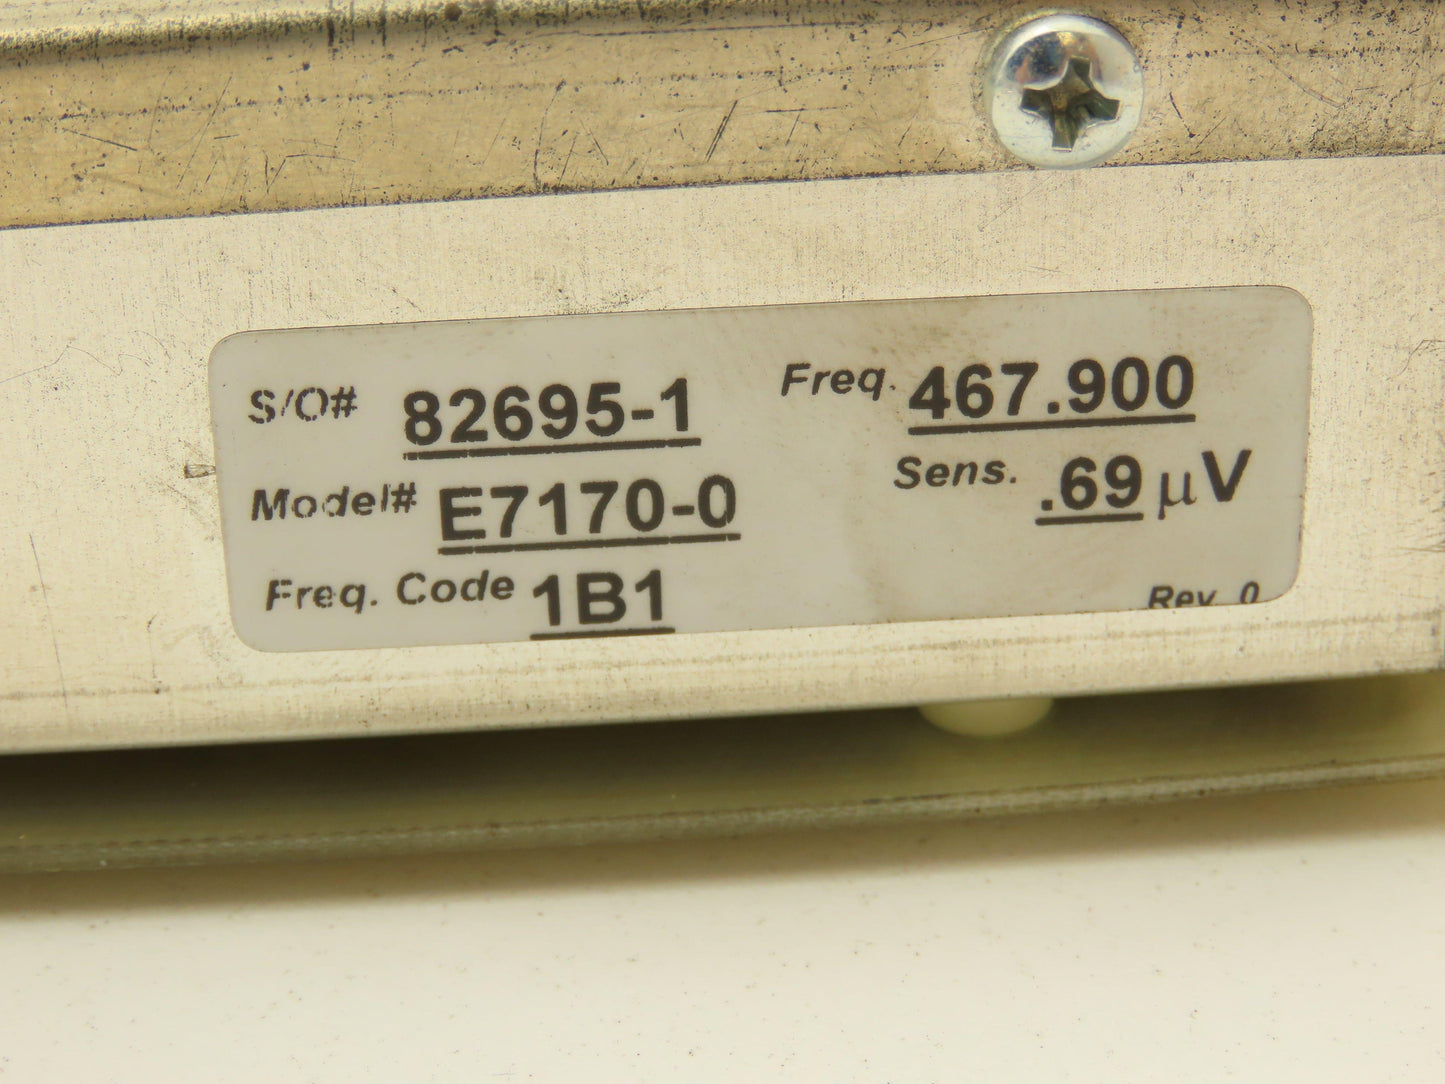 S/O# 82695-1 Freq. 467.900
Model# E7170-0 Sens. .69 µV
Freq. Code 1B1 Rev. 0